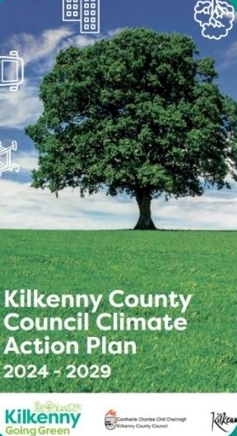 Kilkenny County
Council Climate
Action Plan
2024 - 2029
Kilkenny
Going Green
Comhairle Chontae Chill Chainnigh
Kilkenny County Council